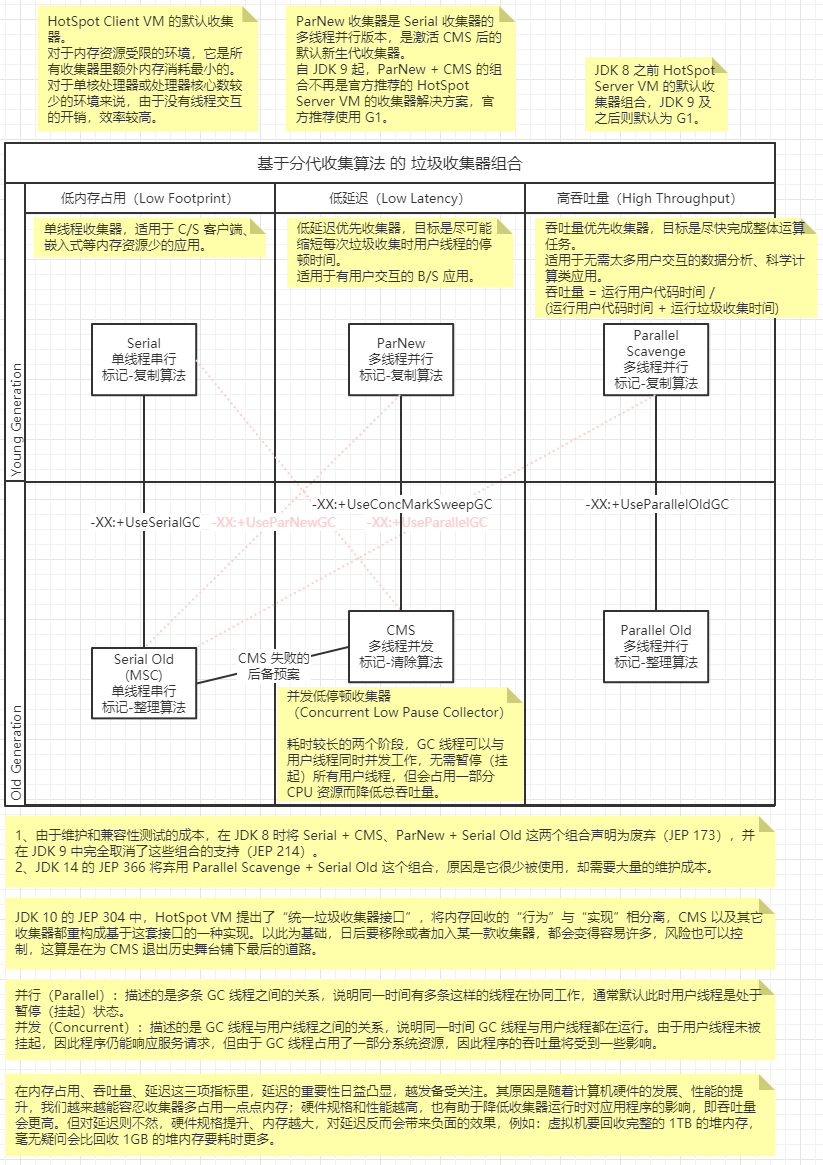 HotSpot Client VM 的默认收集
器。
对于内存资源受限的环境，它是所
有收集器里额外内存消耗最小的。
对于单核处理器或处理器核心数较
少的环境来说，由于没有线程交互
的开销，效率较高。
ParNew 收集器是 Serial 收集器的
多线程并行版本，是激活 CMS 后的
默认新生代收集器。
自 JDK 9 起，ParNew + CMS 的组
合不再是官方推荐的 HotSpot
Server VM 的收集器解决方案，官
方推荐使用 G1。
JDK 8 之前 HotSpot
Server VM 的默认收
集器组合，JDK 9 及
之后则默认为 G1。
基于分代收集算法 的 垃圾收集器组合
低内存占用（Low Footprint）
低延迟（Low Latency）
高吞吐量（High Throughput）
单线程收集器，适用于 C/S 客户端、
嵌入式等内存资源少的应用。
低延迟优先收集器，目标是尽可能
缩短每次垃圾收集时用户线程的停
顿时间。
适用于有用户交互的 B/S 应用。
吞吐量优先收集器，目标是尽快完成整体运算
任务。
适用于无需太多用户交互的数据分析、科学计
算类应用。
吞吐量 = 运行用户代码时间 /
(运行用户代码时间 + 运行垃圾收集时间)
Young Generation
Serial
单线程串行
标记-复制算法
ParNew
多线程并行
标记-复制算法
Parallel
Scavenge
多线程并行
标记-复制算法
-XX:+UseSerialGC
-XX:+UseParNewGC
-XX:+UseConcMarkSweepGC
-XX:+UseParallelGC
-XX:+UseParallelOldGC
Old Generation
Serial Old
(MSC)
单线程串行
标记-整理算法
CMS 失败的
后备预案
CMS
多线程并发
标记-清除算法
Parallel Old
多线程并行
标记-整理算法
并发低停顿收集器
（Concurrent Low Pause Collector）
耗时较长的两个阶段，GC 线程可以与
用户线程同时并发工作，无需暂停（挂
起）所有用户线程，但会占用一部分
CPU 资源而降低总吞吐量。
1、由于维护和兼容性测试的成本，在 JDK 8 时将 Serial + CMS、ParNew + Serial Old 这两个组合声明为废弃（JEP 173），并
在 JDK 9 中完全取消了这些组合的支持（JEP 214）。
2、JDK 14 的 JEP 366 将弃用 Parallel Scavenge + Serial Old 这个组合，原因是它很少被使用，却需要大量的维护成本。
JDK 10 的 JEP 304 中，HotSpot VM 提出了“统一垃圾收集器接口”，将内存回收的“行为”与“实现”相分离，CMS 以及其它
收集器都重构成基于这套接口的一种实现。以此为基础，日后要移除或者加入某一款收集器，都会变得容易许多，风险也可以控
制，这算是在为 CMS 退出历史舞台铺下最后的道路。
并行（Parallel）：描述的是多条 GC 线程之间的关系，说明同一时间有多条这样的线程在协同工作，通常默认此时用户线程是处于
暂停（挂起）状态。
并发（Concurrent）：描述的是 GC 线程与用户线程之间的关系，说明同一时间 GC 线程与用户线程都在运行。由于用户线程未被
挂起，因此程序仍能响应服务请求，但由于 GC 线程占用了一部分系统资源，因此程序的吞吐量将受到一些影响。
在内存占用、吞吐量、延迟这三项指标里，延迟的重要性日益凸显，越发备受关注。其原因是随着计算机硬件的发展、性能的提
升，我们越来越能容忍收集器多占用一点点内存；硬件规格和性能越高，也有助于降低收集器运行时对应用程序的影响，即吞吐量
会更高。但对延迟则不然，硬件规格提升、内存越大，对延迟反而会带来负面的效果，例如：虚拟机要回收完整的 1TB 的堆内存，
毫无疑问会比回收 1GB 的堆内存要耗时更多。